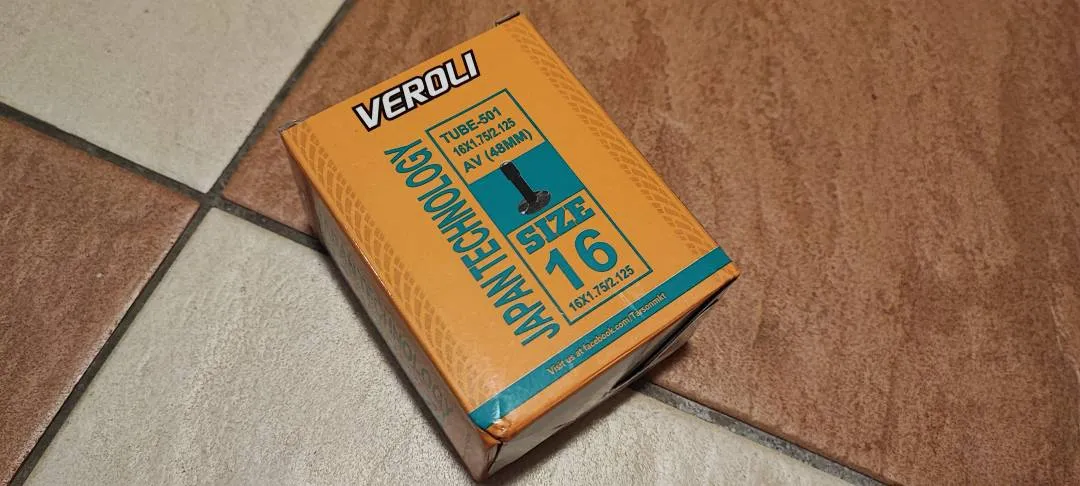 VEROLI
JAPAN TECHNOLOGY
TUBE-501
16X1.75/2.125
AV (48MM)
SIZE
16
16X1.75/2.125
Visit us at facebook.com/Taysonmkt